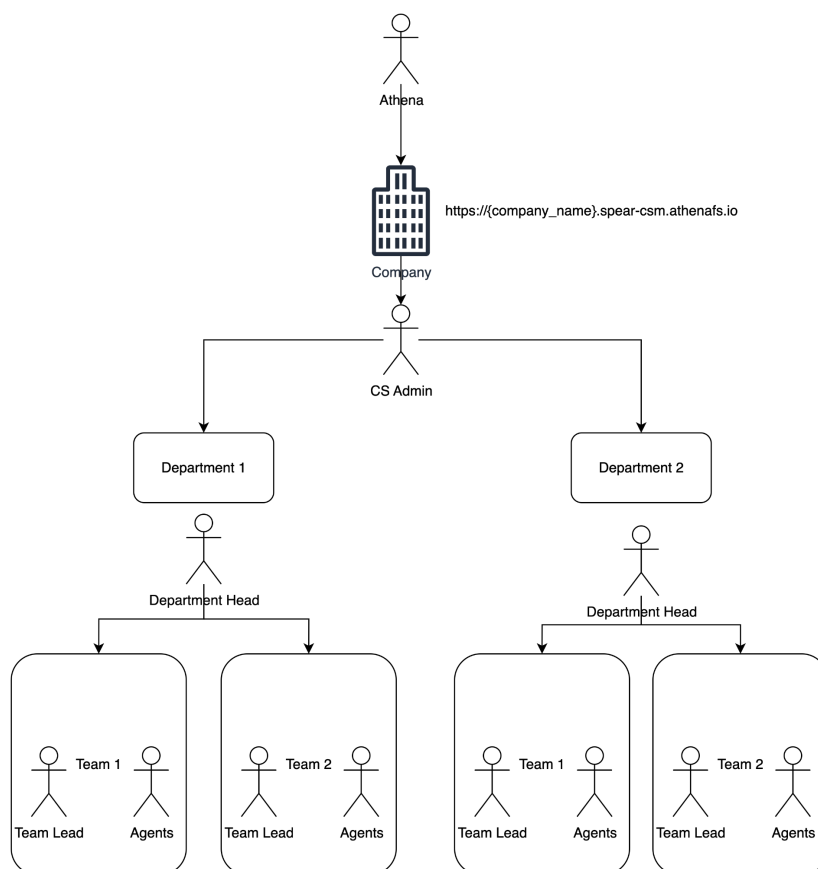 Athena
https://{company_name}.spear-csm.athenafs.io
Company
CS Admin
Department 1
Department 2
Department Head
Department Head
Team 1
Team 2
Team 1
Team 2
Team Lead
Agents
Team Lead
Agents
Team Lead
Agents
Team Lead
Agents